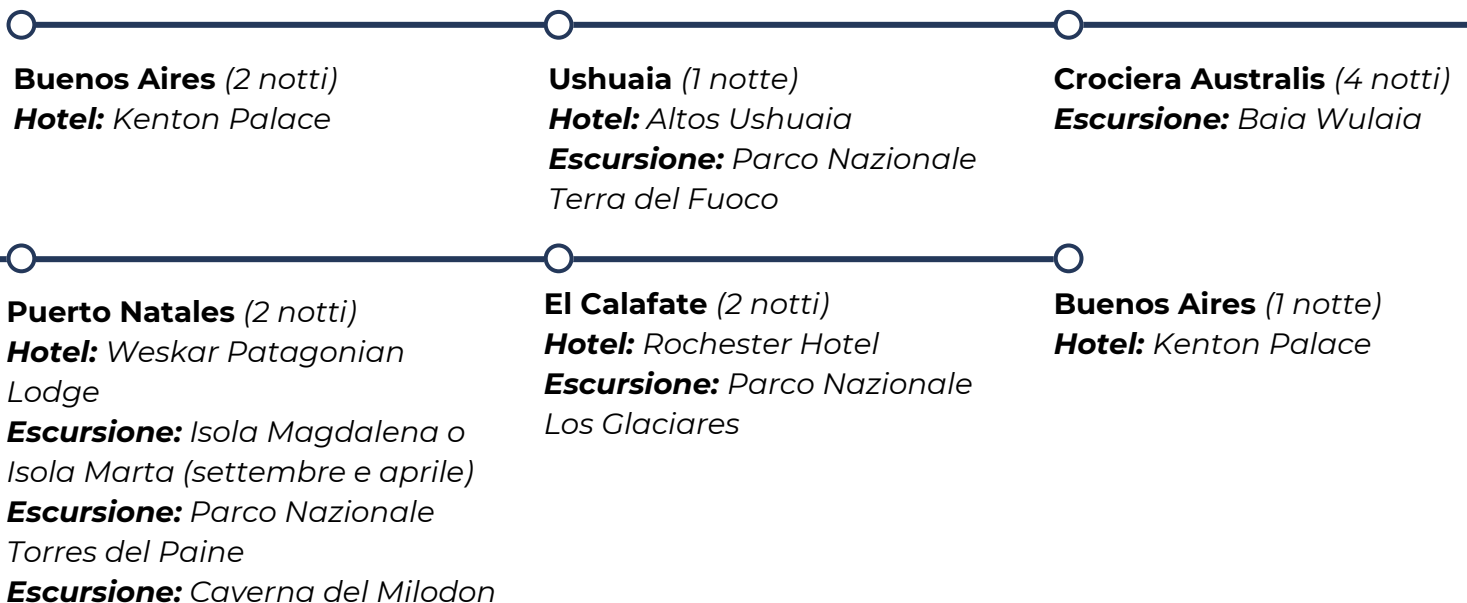 Buenos Aires (2 notti)
Hotel: Kenton Palace
Ushuaia (1 notte)
Hotel: Altos Ushuaia
Escursione: Parco Nazionale
Terra del Fuoco
Crociera Australis (4 notti)
Escursione: Baia Wulaia
Puerto Natales (2 notti)
Hotel: Weskar Patagonian
Lodge
Escursione: Isola Magdalena o
Isola Marta (settembre e aprile)
Escursione: Parco Nazionale
Torres del Paine
Escursione: Caverna del Milodon
El Calafate (2 notti)
Hotel: Rochester Hotel
Escursione: Parco Nazionale
Los Glaciares
Buenos Aires (1 notte)
Hotel: Kenton Palace